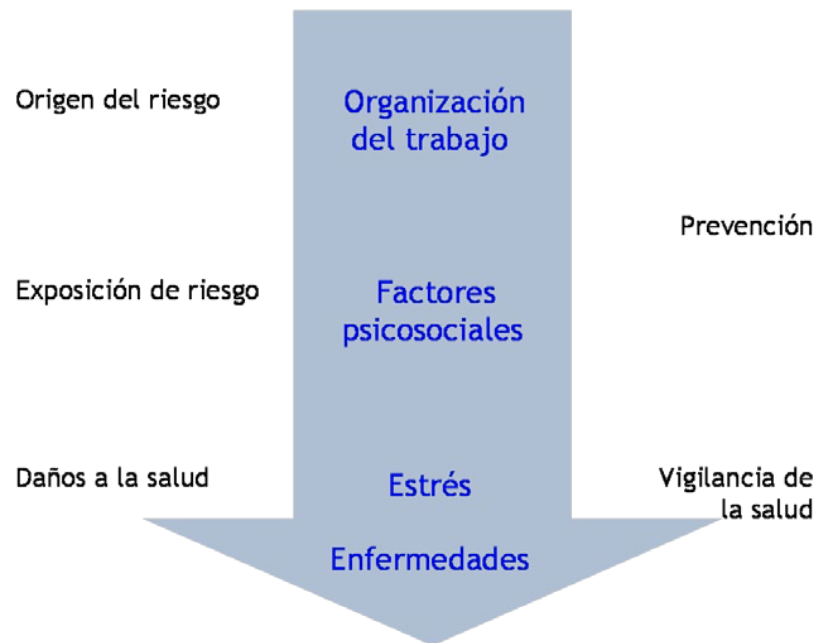 Origen del riesgo
Organización
del trabajo
Prevención
Exposición de riesgo
Factores
psicosociales
Daños a la salud
Estrés
Vigilancia de
la salud
Enfermedades